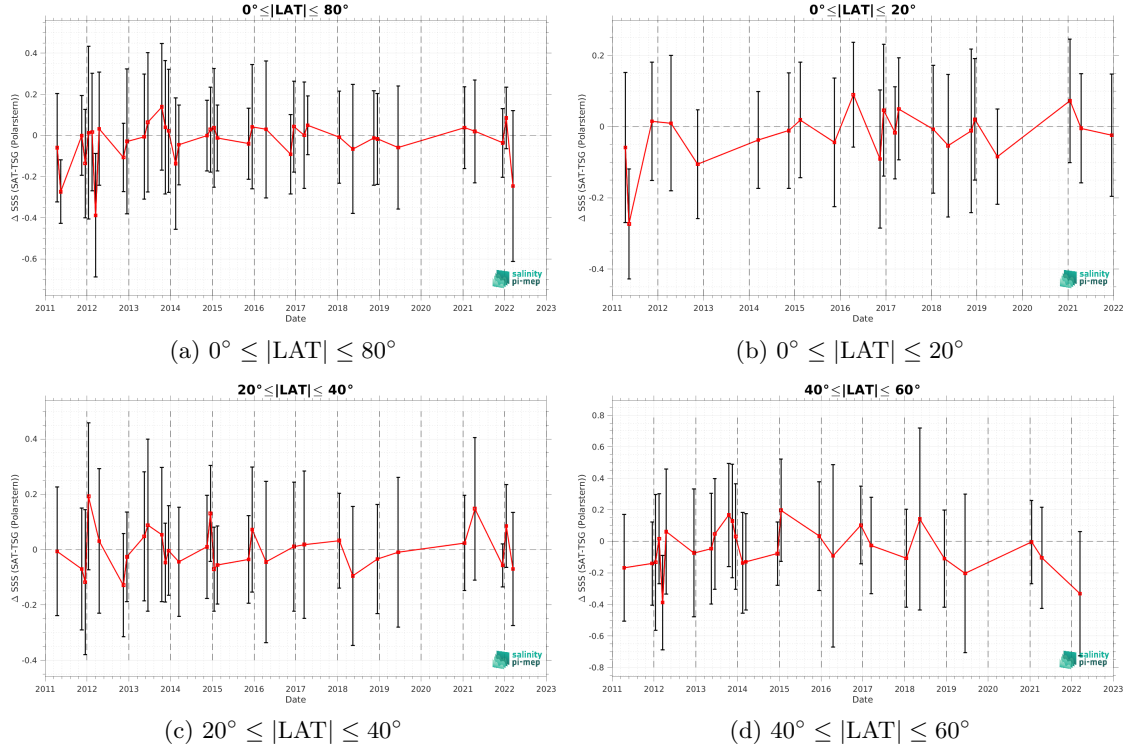 0°≤|LAT|≤ 80°
Δ SSS (SAT-TSG (Polarstern))
0.4
0.2
0
-0.2
-0.4
-0.6
2011 2012 2013 2014 2015 2016 2017 2018 2019 2020 2021 2022 2023
Date
salinity
pi-mep
(a) 0° ≤ |LAT| ≤ 80°
0°≤|LAT|≤ 20°
Δ SSS (SAT-TSG (Polarstern))
0.2
0
-0.2
-0.4
2011 2012 2013 2014 2015 2016 2017 2018 2019 2020 2021 2022
Date
salinity
pi-mep
(b) 0° ≤ |LAT| ≤ 20°
20°≤|LAT|≤ 40°
Δ SSS (SAT-TSG (Polarstern))
0.4
0.2
0
-0.2
-0.4
2011 2012 2013 2014 2015 2016 2017 2018 2019 2020 2021 2022 2023
Date
salinity
pi-mep
(c) 20° ≤ |LAT| ≤ 40°
40°≤|LAT|≤ 60°
Δ SSS (SAT-TSG (Polarstern))
0.8
0.6
0.4
0.2
0
-0.2
-0.4
-0.6
-0.8
2011 2012 2013 2014 2015 2016 2017 2018 2019 2020 2021 2022 2023
Date
salinity
pi-mep
(d) 40° ≤ |LAT| ≤ 60°